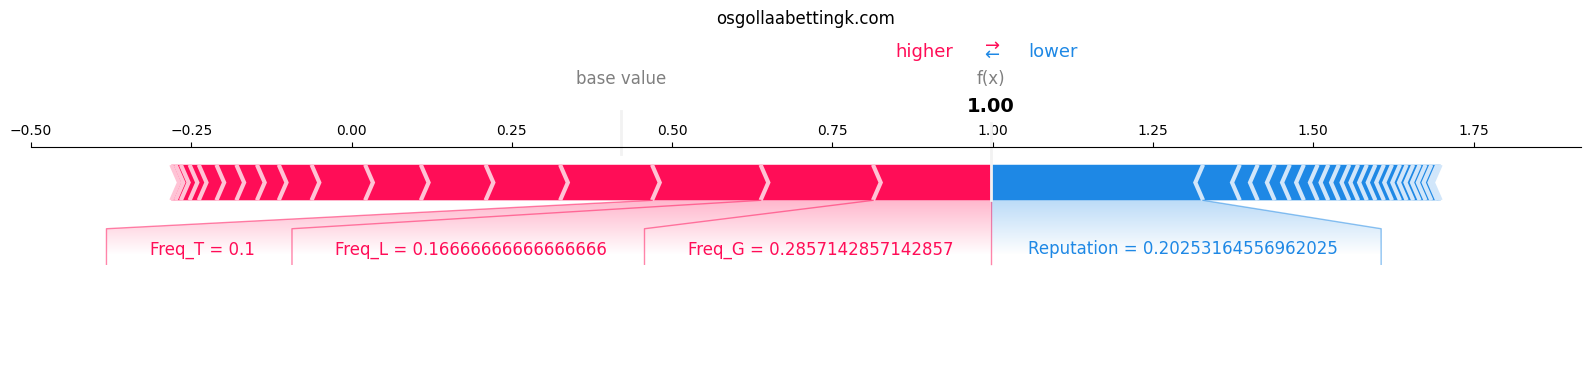 osgollaabettingk.com
higher ⇄ lower
base value f(x)
1.00
−0.50 −0.25 0.00 0.25 0.50 0.75 1.00 1.25 1.50 1.75
Freq_T = 0.1 Freq_L = 0.16666666666666666 Freq_G = 0.2857142857142857 Reputation = 0.20253164556962025